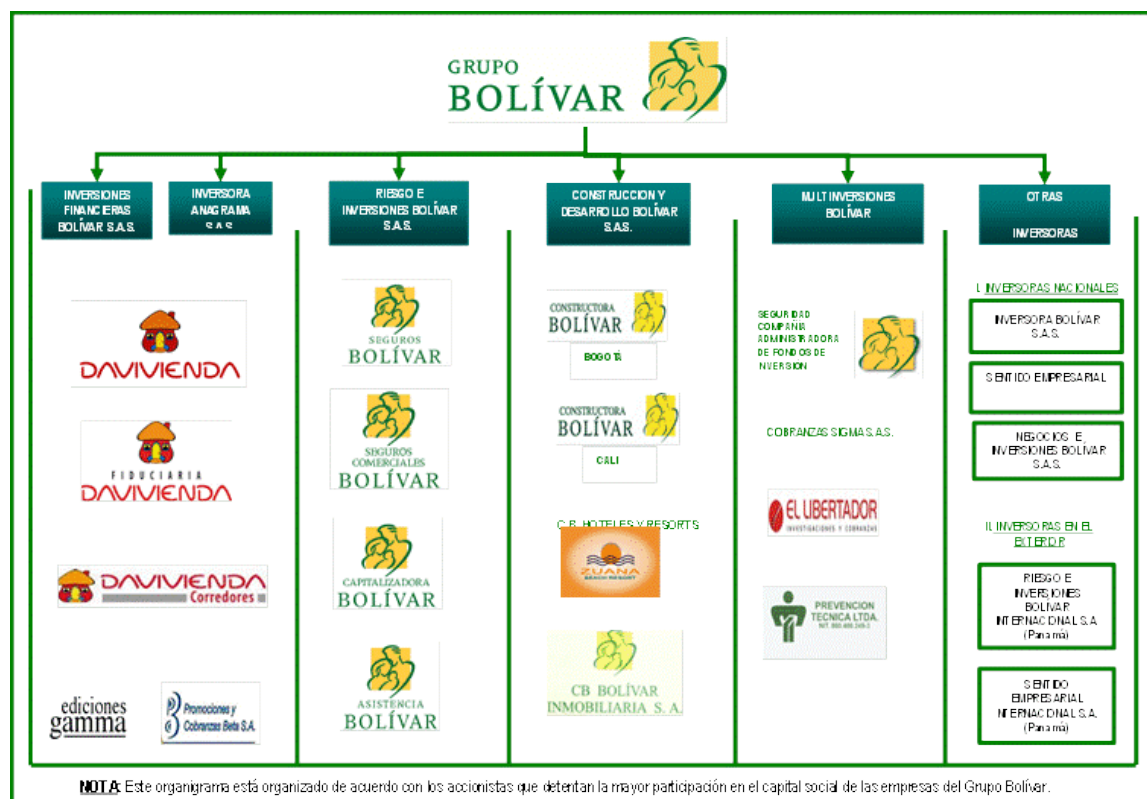 GRUPO
BOLÍVAR
INVERSIONES
FINANCIERAS
BOLÍVAR S.A.S.
INVERSORA
ANAGRAMA
S.A.S.
RIESGO E
INVERSIONES BOLÍVAR
S.A.S.
CONSTRUCCION Y
DESARROLLO BOLÍVAR
S.A.S.
MULTINVERSIONES
BOLÍVAR
OTRAS
INVERSORAS
DAVIVIENDA
FIDUCIARIA
DAVIVIENDA
DAVIVIENDA
Corredores
ediciones
gamma
Promociones y
Cobranzas Beta S.A.
SEGUROS
BOLÍVAR
SEGUROS
COMERCIALES
BOLÍVAR
CAPITALIZADORA
BOLÍVAR
ASISTENCIA
BOLÍVAR
CONSTRUCTORA
BOLÍVAR
BOGOTÁ
CONSTRUCTORA
BOLÍVAR
CALI
C.B. HOTELES Y RESORTS
ZUANA
BEACH RESORT
CB BOLÍVAR
INMOBILIARIA S. A.
SEGURIDAD
COMPAÑIA
ADMINISTRADORA
DE FONDOS DE
INVERSION
COBRANZAS SIGMA S.A.S.
EL LIBERTADOR
INVESTIGACIONES Y COBRANZAS
PREVENCION
TECNICA LTDA.
I. INVERSORAS NACIONALES
INVERSORA BOLÍVAR
S.A.S.
SENTIDO EMPRESARIAL
NEGOCIOS E
INVERSIONES BOLÍVAR
S.A.S.
II. INVERSORAS EN EL
EXTERIOR
RIESGO E
INVERSIONES
BOLIVAR
INTERNACIONAL S.A.
(Panamá)
SENTIDO
EMPRESARIAL
INTERNACIONAL S.A.
(Panamá)
NOTA: Este organigrama está organizado de acuerdo con los accionistas que detentan la mayor participación en el capital social de las empresas del Grupo Bolívar.